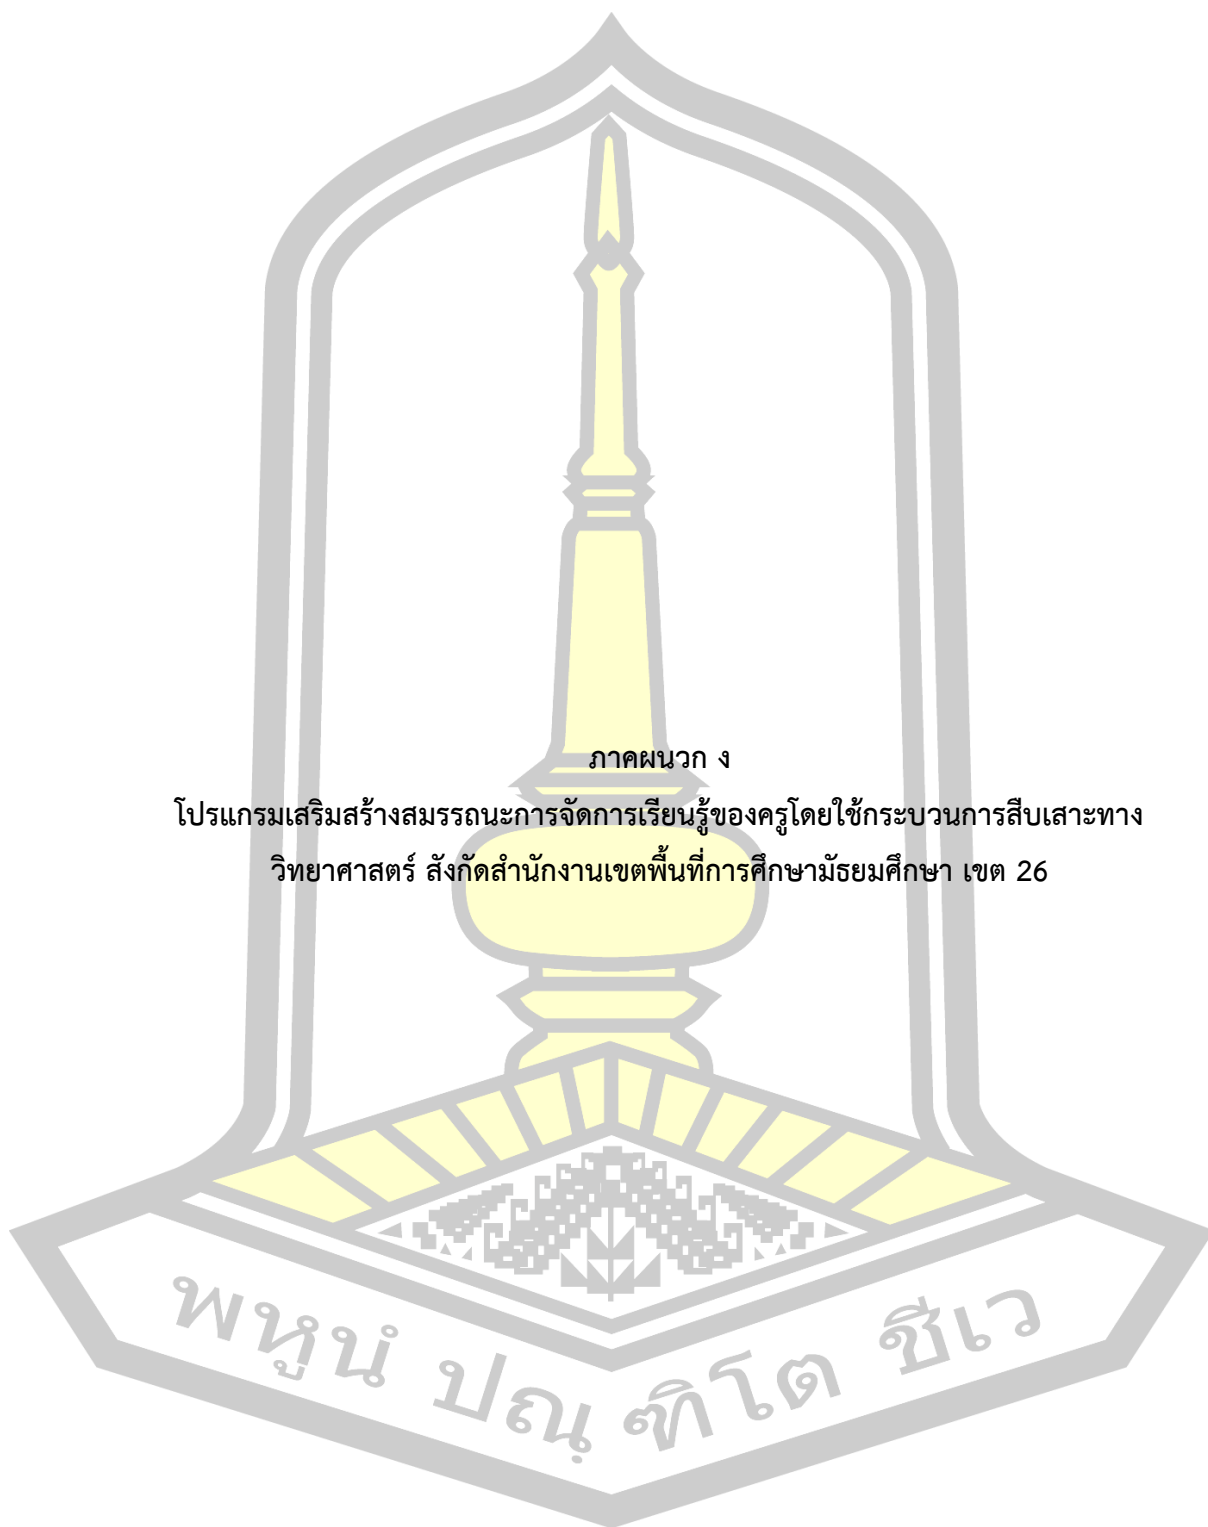 ภาคผนวก ง
โปรแกรมเสริมสร้างสมรรถนะการจัดการเรียนรู้ของครูโดยใช้กระบวนการสืบเสาะทาง
วิทยาศาสตร์ สังกัดสำนักงานเขตพื้นที่การศึกษามัธยมศึกษา เขต 26
พหูนํ ปณฺฑิโต ชีเว